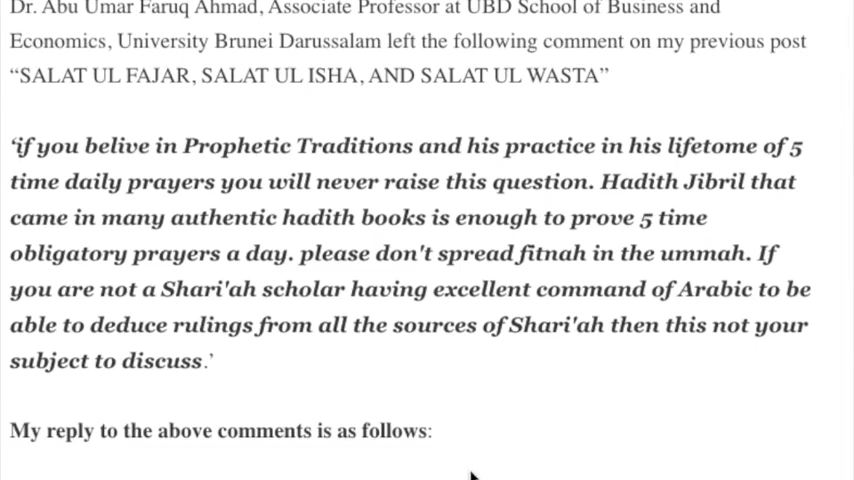 Dr. Abu Umar Faruq Ahmad, Associate Professor at UBD School of Business and
Economics, University Brunei Darussalam left the following comment on my previous post
“SALAT UL FAJAR, SALAT UL ISHA, AND SALAT UL WASTA”
‘if you belive in Prophetic Traditions and his practice in his lifetome of 5
time daily prayers you will never raise this question. Hadith Jibril that
came in many authentic hadith books is enough to prove 5 time
obligatory prayers a day. please don't spread fitnah in the ummah. If
you are not a Shari'ah scholar having excellent command of Arabic to be
able to deduce rulings from all the sources of Shari'ah then this not your
subject to discuss.’
My reply to the above comments is as follows: